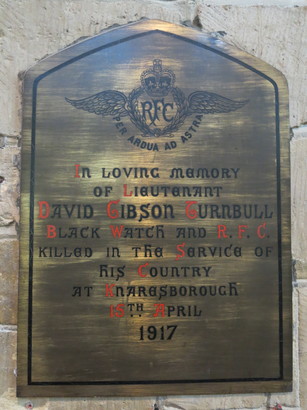 RFC
PER ARDUA AD ASTRA
In loving memory
of Lieutenant
David Gibson Turnbull
Black Watch and R.F.C.
killed in the Service of
his Country
at Knaresborough
18TH April
1917